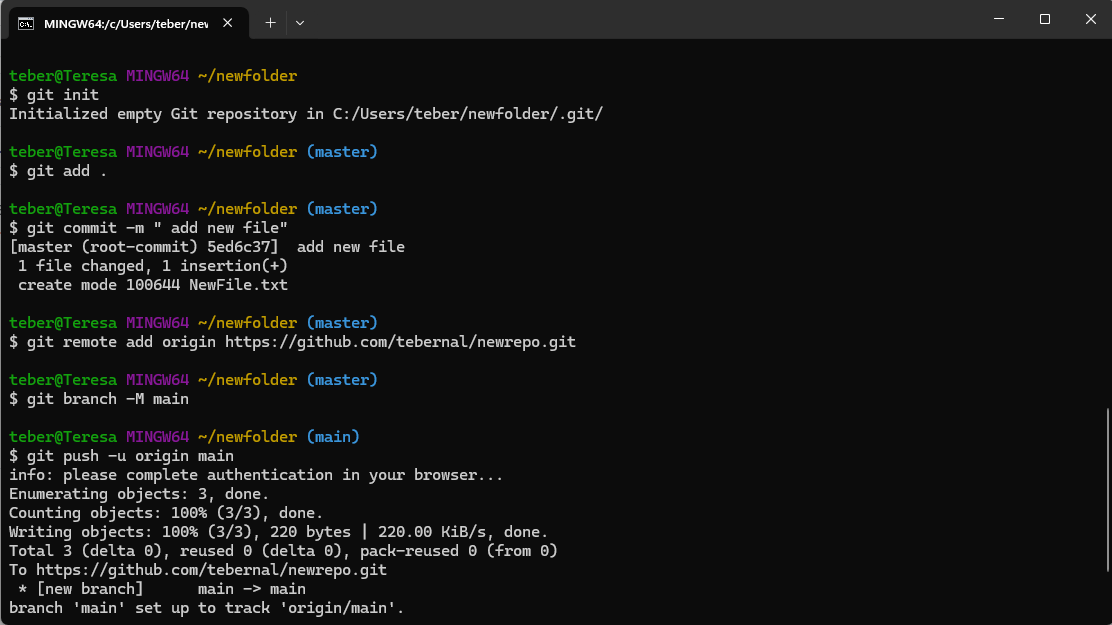 MINGW64:/c/Users/teber/nev
teber@Teresa MINGW64 ~/newfolder
$ git init
Initialized empty Git repository in C:/Users/teber/newfolder/.git/
teber@Teresa MINGW64 ~/newfolder (master)
$ git add .
teber@Teresa MINGW64 ~/newfolder (master)
$ git commit -m " add new file"
[master (root-commit) 5ed6c37]  add new file
 1 file changed, 1 insertion(+)
 create mode 100644 NewFile.txt
teber@Teresa MINGW64 ~/newfolder (master)
$ git remote add origin https://github.com/tebernal/newrepo.git
teber@Teresa MINGW64 ~/newfolder (master)
$ git branch -M main
teber@Teresa MINGW64 ~/newfolder (main)
$ git push -u origin main
info: please complete authentication in your browser...
Enumerating objects: 3, done.
Counting objects: 100% (3/3), done.
Writing objects: 100% (3/3), 220 bytes | 220.00 KiB/s, done.
Total 3 (delta 0), reused 0 (delta 0), pack-reused 0 (from 0)
To https://github.com/tebernal/newrepo.git
 * [new branch]      main -> main
branch 'main' set up to track 'origin/main'.